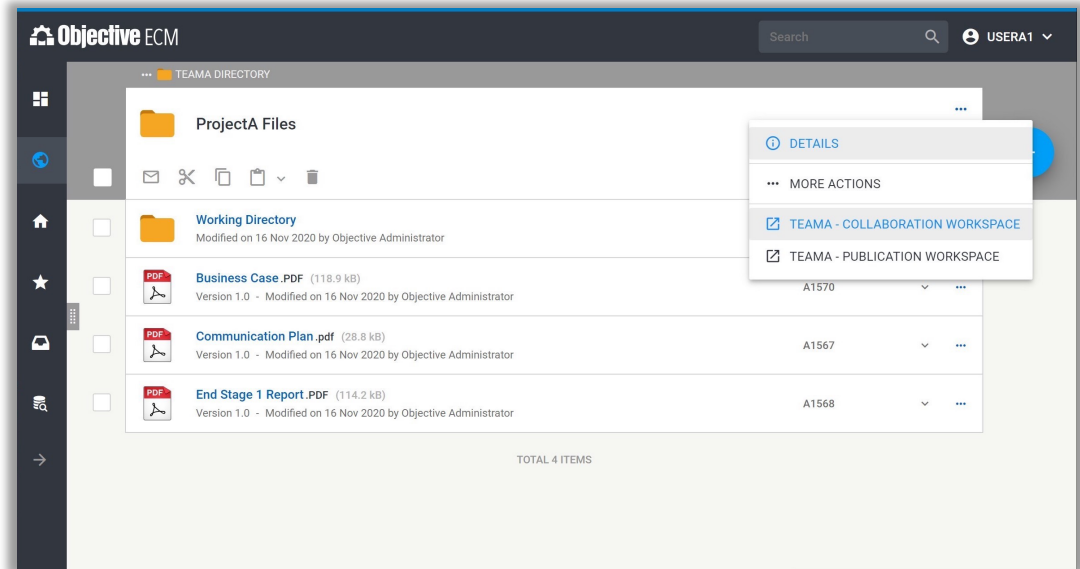 Objective ECM
Search
USERA1
... TEAMA DIRECTORY
ProjectA Files
...
DETAILS
... MORE ACTIONS
TEAMA - COLLABORATION WORKSPACE
TEAMA - PUBLICATION WORKSPACE
Working Directory
Modified on 16 Nov 2020 by Objective Administrator
PDF
Business Case.PDF (118.9 kB)
Version 1.0 - Modified on 16 Nov 2020 by Objective Administrator
A1570
...
PDF
Communication Plan.pdf (28.8 kB)
Version 1.0 - Modified on 16 Nov 2020 by Objective Administrator
A1567
...
PDF
End Stage 1 Report.PDF (114.2 kB)
Version 1.0 - Modified on 16 Nov 2020 by Objective Administrator
A1568
...
TOTAL 4 ITEMS